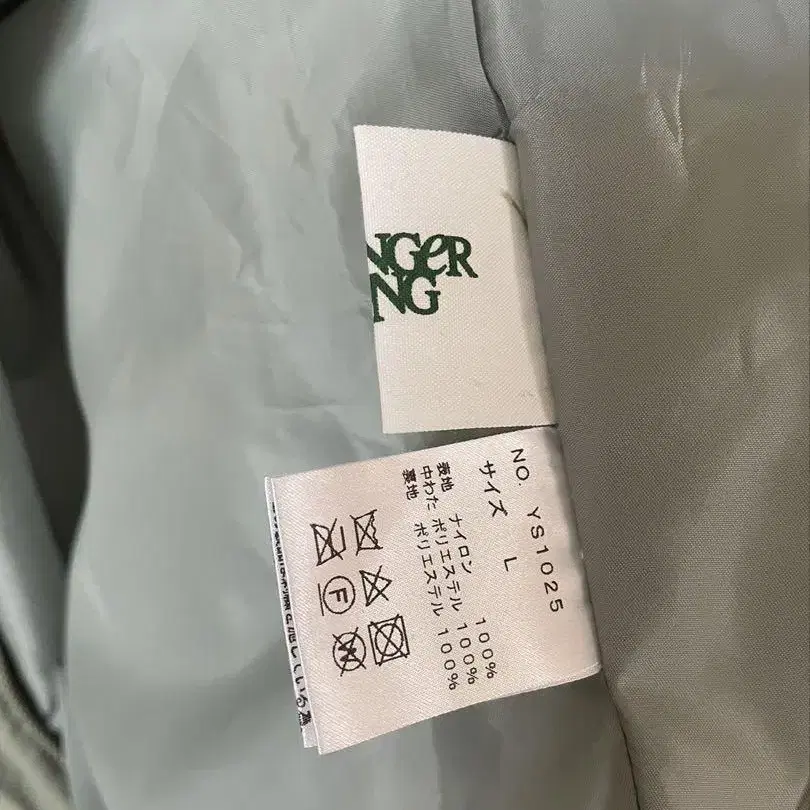 NGeR
NG
NO. YS1025
サイズ L
表地 ナイロン 100%
中わた ポリエステル 100%
裏地 ポリエステル 100%
F
W